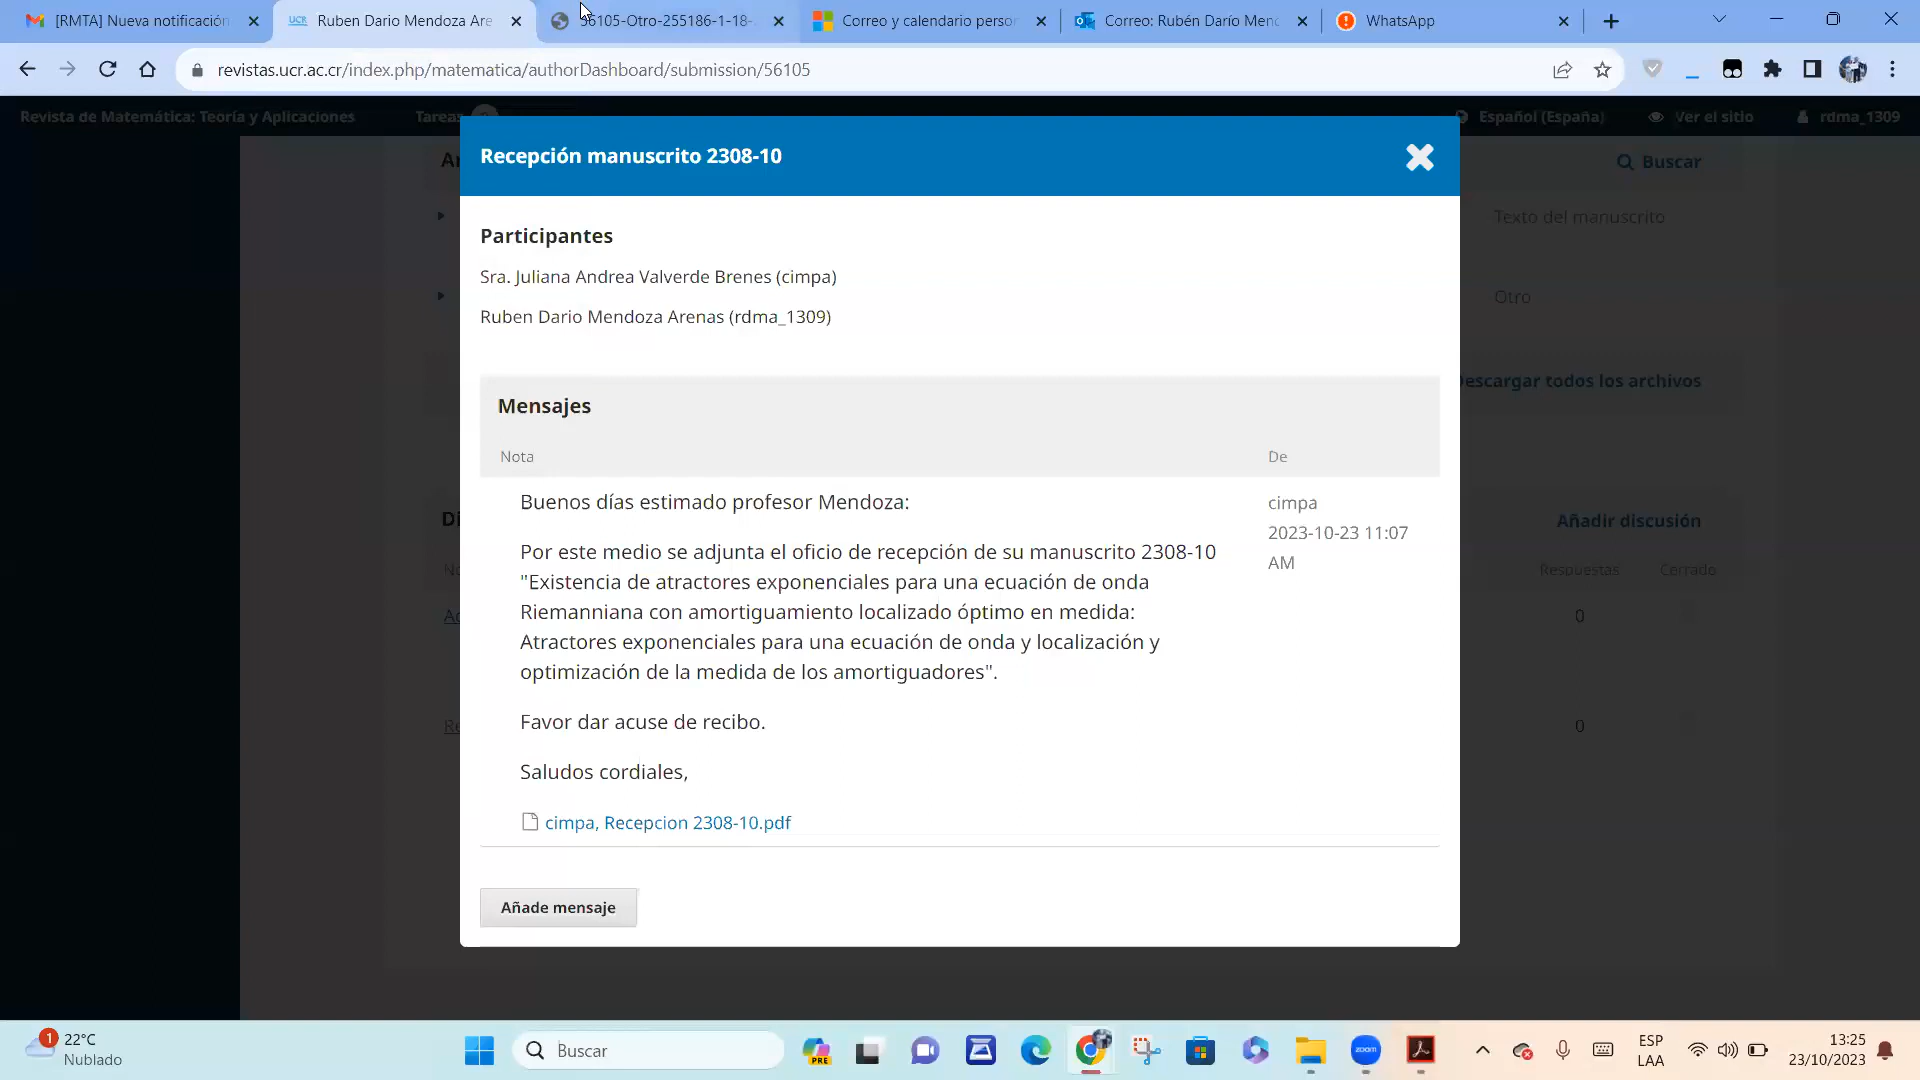 [RMTA] Nueva notificación
Ruben Dario Mendoza Are
56105-Otro-255186-1-18-
Correo y calendario perso
Correo: Rubén Darío Men
WhatsApp
revistas.ucr.ac.cr/index.php/matematica/authorDashboard/submission/56105
Revista de Matemática: Teoría y Aplicaciones
Tareas
Español (España)
Ver el sitio
rdma_1309
Recepción manuscrito 2308-10
Buscar
Texto del manuscrito
Participantes
Sra. Juliana Andrea Valverde Brenes (cimpa)
Otro
Ruben Dario Mendoza Arenas (rdma_1309)
Descargar todos los archivos
Mensajes
Nota
De
Buenos días estimado profesor Mendoza:
cimpa
2023-10-23 11:07
AM
Añadir discusión
Por este medio se adjunta el oficio de recepción de su manuscrito 2308-10
"Existencia de atractores exponenciales para una ecuación de onda
Riemanniana con amortiguamiento localizado óptimo en medida:
Atractores exponenciales para una ecuación de onda y localización y
optimización de la medida de los amortiguadores".
Respuestas
Cerrado
0
Favor dar acuse de recibo.
0
Saludos cordiales,
cimpa, Recepcion 2308-10.pdf
Añade mensaje
1
22°C
Nublado
Buscar
PRE
zoom
ESP
LAA
13:25
23/10/2023